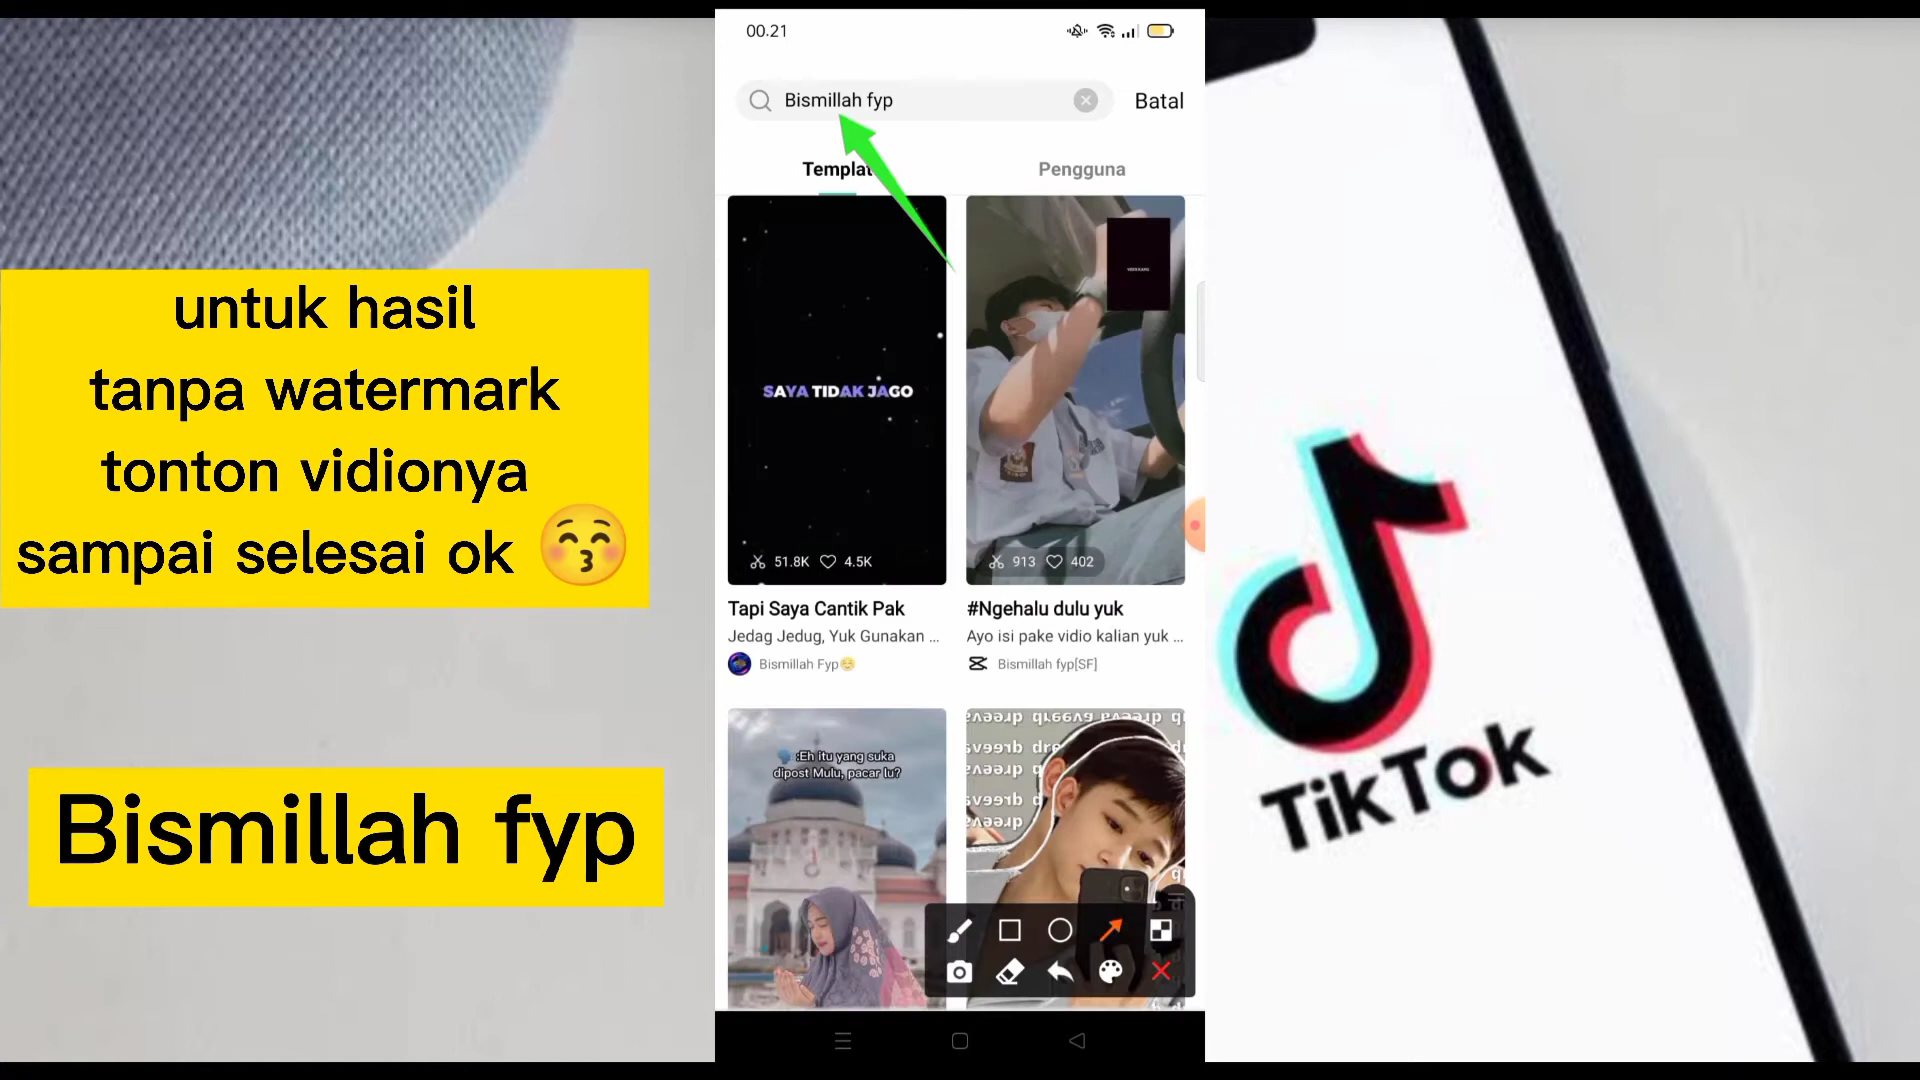 untuk hasil
tanpa watermark
tonton vidionya
sampai selesai ok 😚
Bismillah fyp
00.21
Bismillah fyp
Batal
Templat
Pengguna
SAYA TIDAK JAGO
51.8K 4.5K
Tapi Saya Cantik Pak
Jedag Jedug, Yuk Gunakan ...
Bismillah Fyp😊
913 402
#Ngehalu dulu yuk
Ayo isi pake vidio kalian yuk ...
Bismillah fyp[SF]
🗣:Eh itu yang suka
dipost Mulu, pacar lu?
TikTok